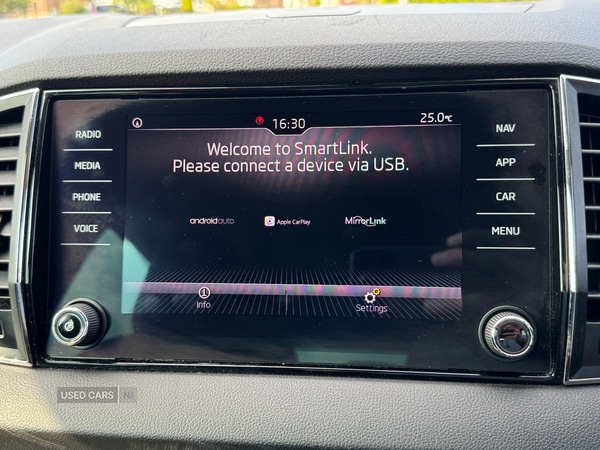 RADIO
MEDIA
PHONE
VOICE
16:30
25.0°C
Welcome to SmartLink.
Please connect a device via USB.
androidauto
Apple CarPlay
MirrorLink
Info
Settings
NAV
APP
CAR
MENU
USED CARS NI